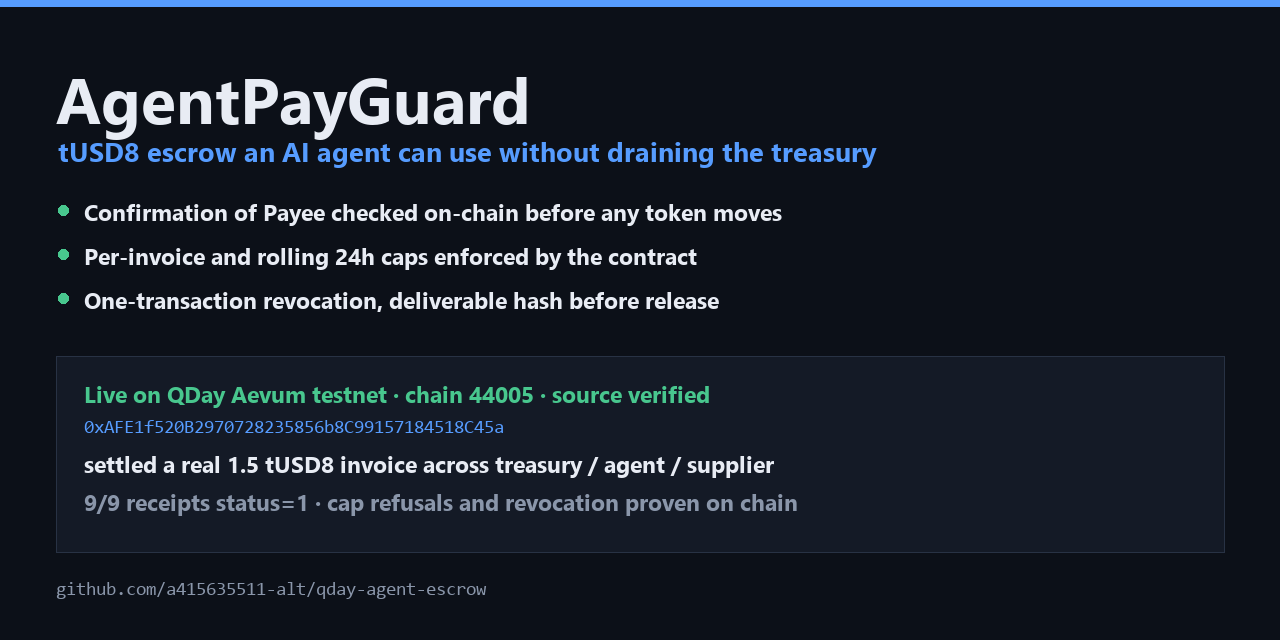 AgentPayGuard
tUSD8 escrow an AI agent can use without draining the treasury
Confirmation of Payee checked on-chain before any token moves
Per-invoice and rolling 24h caps enforced by the contract
One-transaction revocation, deliverable hash before release
Live on QDay Aevum testnet · chain 44005 · source verified
0xAFE1f520B2970728235856b8C99157184518C45a
settled a real 1.5 tUSD8 invoice across treasury / agent / supplier
9/9 receipts status=1 · cap refusals and revocation proven on chain
github.com/a415635511-alt/qday-agent-escrow